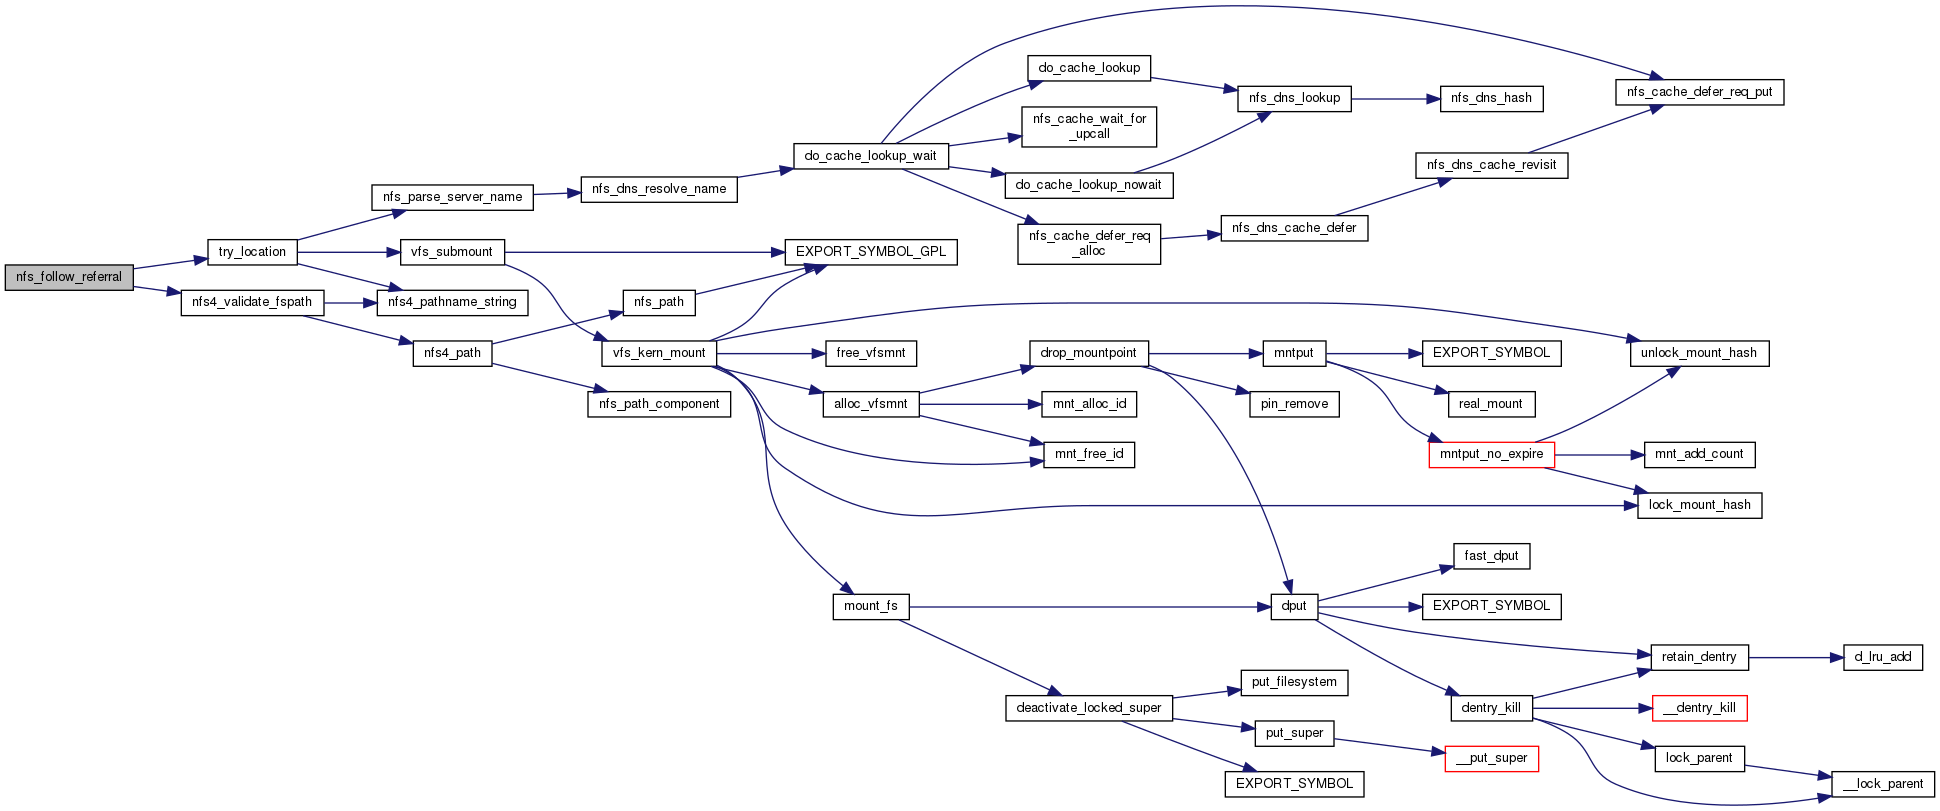 nfs_follow_referral
try_location
nfs4_validate_fspath
nfs_parse_server_name
vfs_submount
nfs4_pathname_string
nfs4_path
nfs_dns_resolve_name
nfs_path
vfs_kern_mount
nfs_path_component
do_cache_lookup_wait
EXPORT_SYMBOL_GPL
free_vfsmnt
alloc_vfsmnt
mount_fs
do_cache_lookup
nfs_cache_wait_for
_upcall
do_cache_lookup_nowait
nfs_cache_defer_req
_alloc
drop_mountpoint
mnt_alloc_id
mnt_free_id
deactivate_locked_super
nfs_dns_lookup
nfs_dns_cache_defer
mntput
pin_remove
dput
put_filesystem
put_super
EXPORT_SYMBOL
nfs_dns_hash
nfs_dns_cache_revisit
EXPORT_SYMBOL
real_mount
mntput_no_expire
fast_dput
EXPORT_SYMBOL
dentry_kill
__put_super
nfs_cache_defer_req_put
unlock_mount_hash
mnt_add_count
lock_mount_hash
retain_dentry
__dentry_kill
lock_parent
d_lru_add
__lock_parent